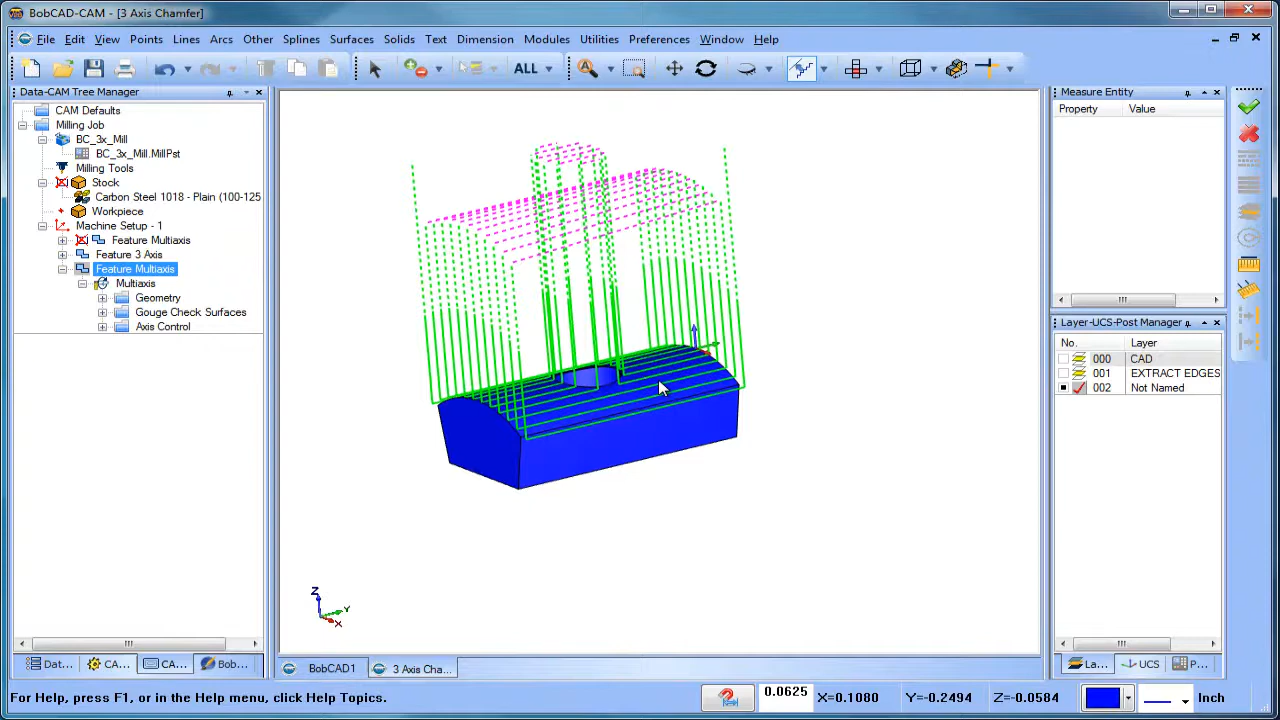 BobCAD-CAM - [3 Axis Chamfer]
File Edit View Points Lines Arcs Other Splines Surfaces Solids Text Dimension Modules Utilities Preferences Window Help
ALL
Data-CAM Tree Manager
CAM Defaults
Milling Job
BC_3x_Mill
BC_3x_Mill.MillPst
Milling Tools
Stock
Carbon Steel 1018 - Plain (100-125
Workpiece
Machine Setup - 1
Feature Multiaxis
Feature 3 Axis
Feature Multiaxis
Multiaxis
Geometry
Gouge Check Surfaces
Axis Control
Z
Y
X
Measure Entity
Property Value
Layer-UCS-Post Manager
No. Layer
000 CAD
001 EXTRACT EDGES
002 Not Named
Dat... CA... CA... Bob...
BobCAD1 3 Axis Cha...
La... UCS P...
For Help, press F1, or in the Help menu, click Help Topics. 0.0625 X=0.1080 Y=-0.2494 Z=-0.0584 Inch